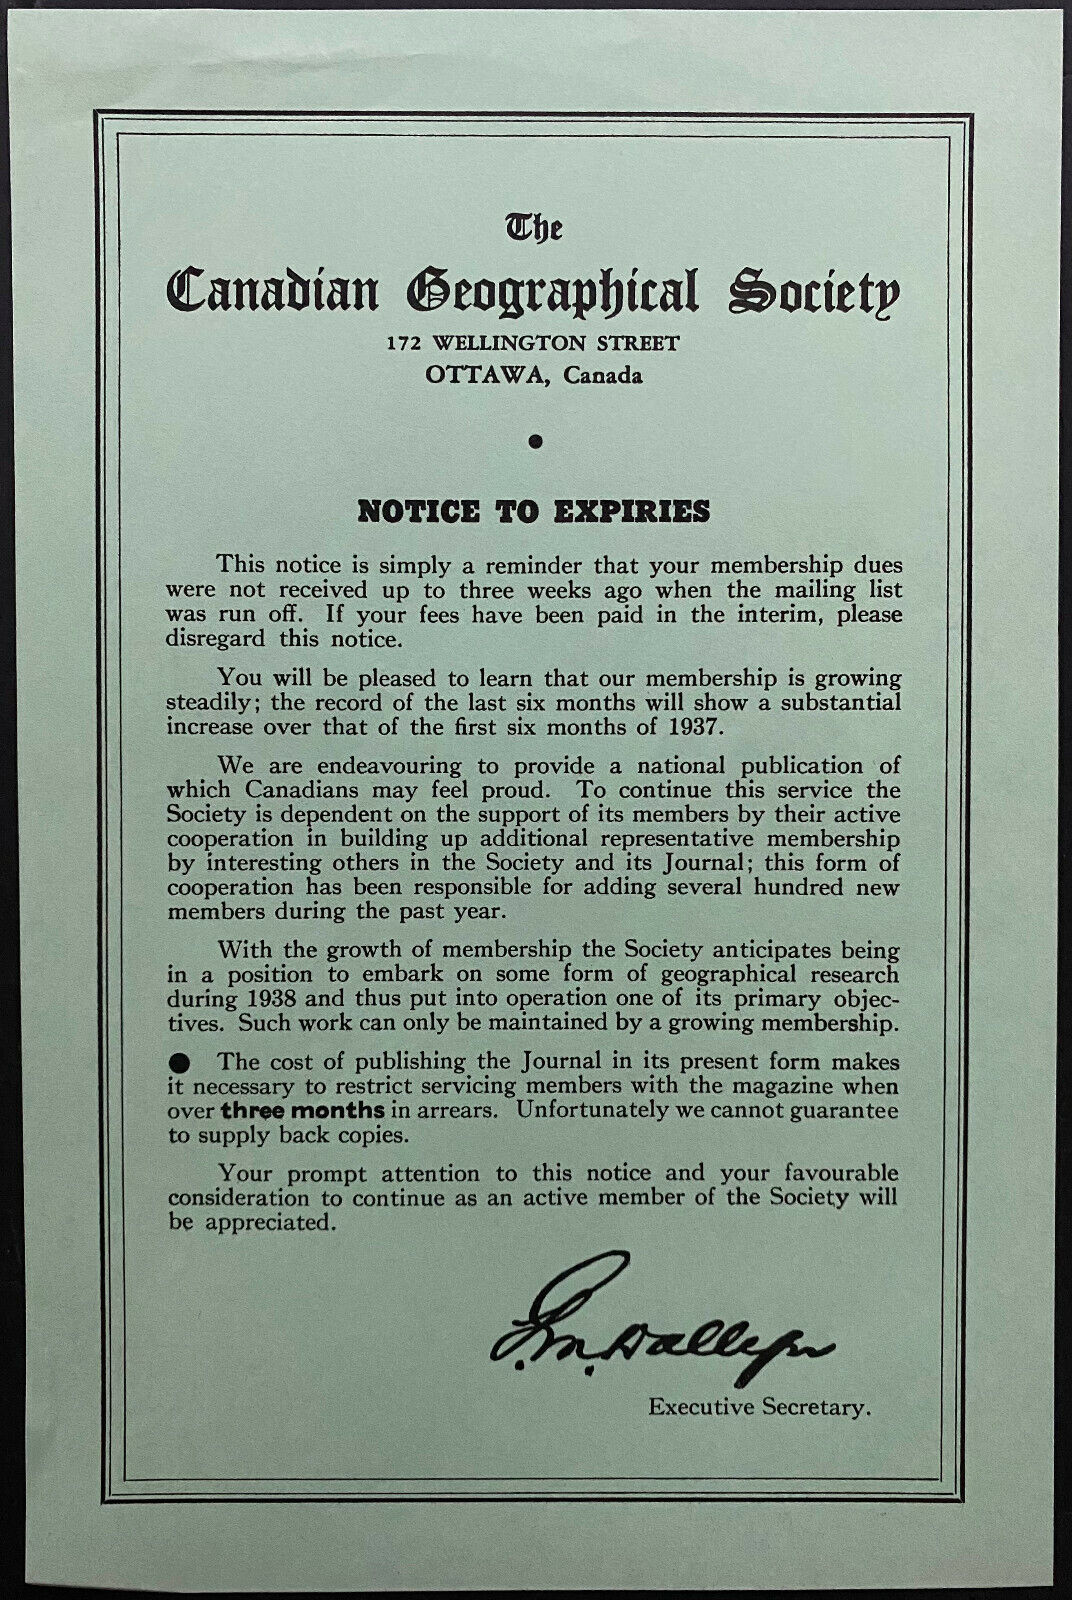 The
Canadian Geographical Society
172 WELLINGTON STREET
OTTAWA, Canada
●
NOTICE TO EXPIRIES
This notice is simply a reminder that your membership dues
were not received up to three weeks ago when the mailing list
was run off. If your fees have been paid in the interim, please
disregard this notice.
You will be pleased to learn that our membership is growing
steadily; the record of the last six months will show a substantial
increase over that of the first six months of 1937.
We are endeavouring to provide a national publication of
which Canadians may feel proud. To continue this service the
Society is dependent on the support of its members by their active
cooperation in building up additional representative membership
by interesting others in the Society and its Journal; this form of
cooperation has been responsible for adding several hundred new
members during the past year.
With the growth of membership the Society anticipates being
in a position to embark on some form of geographical research
during 1938 and thus put into operation one of its primary objec-
tives. Such work can only be maintained by a growing membership.
● The cost of publishing the Journal in its present form makes
it necessary to restrict servicing members with the magazine when
over three months in arrears. Unfortunately we cannot guarantee
to supply back copies.
Your prompt attention to this notice and your favourable
consideration to continue as an active member of the Society will
be appreciated.
Executive Secretary.